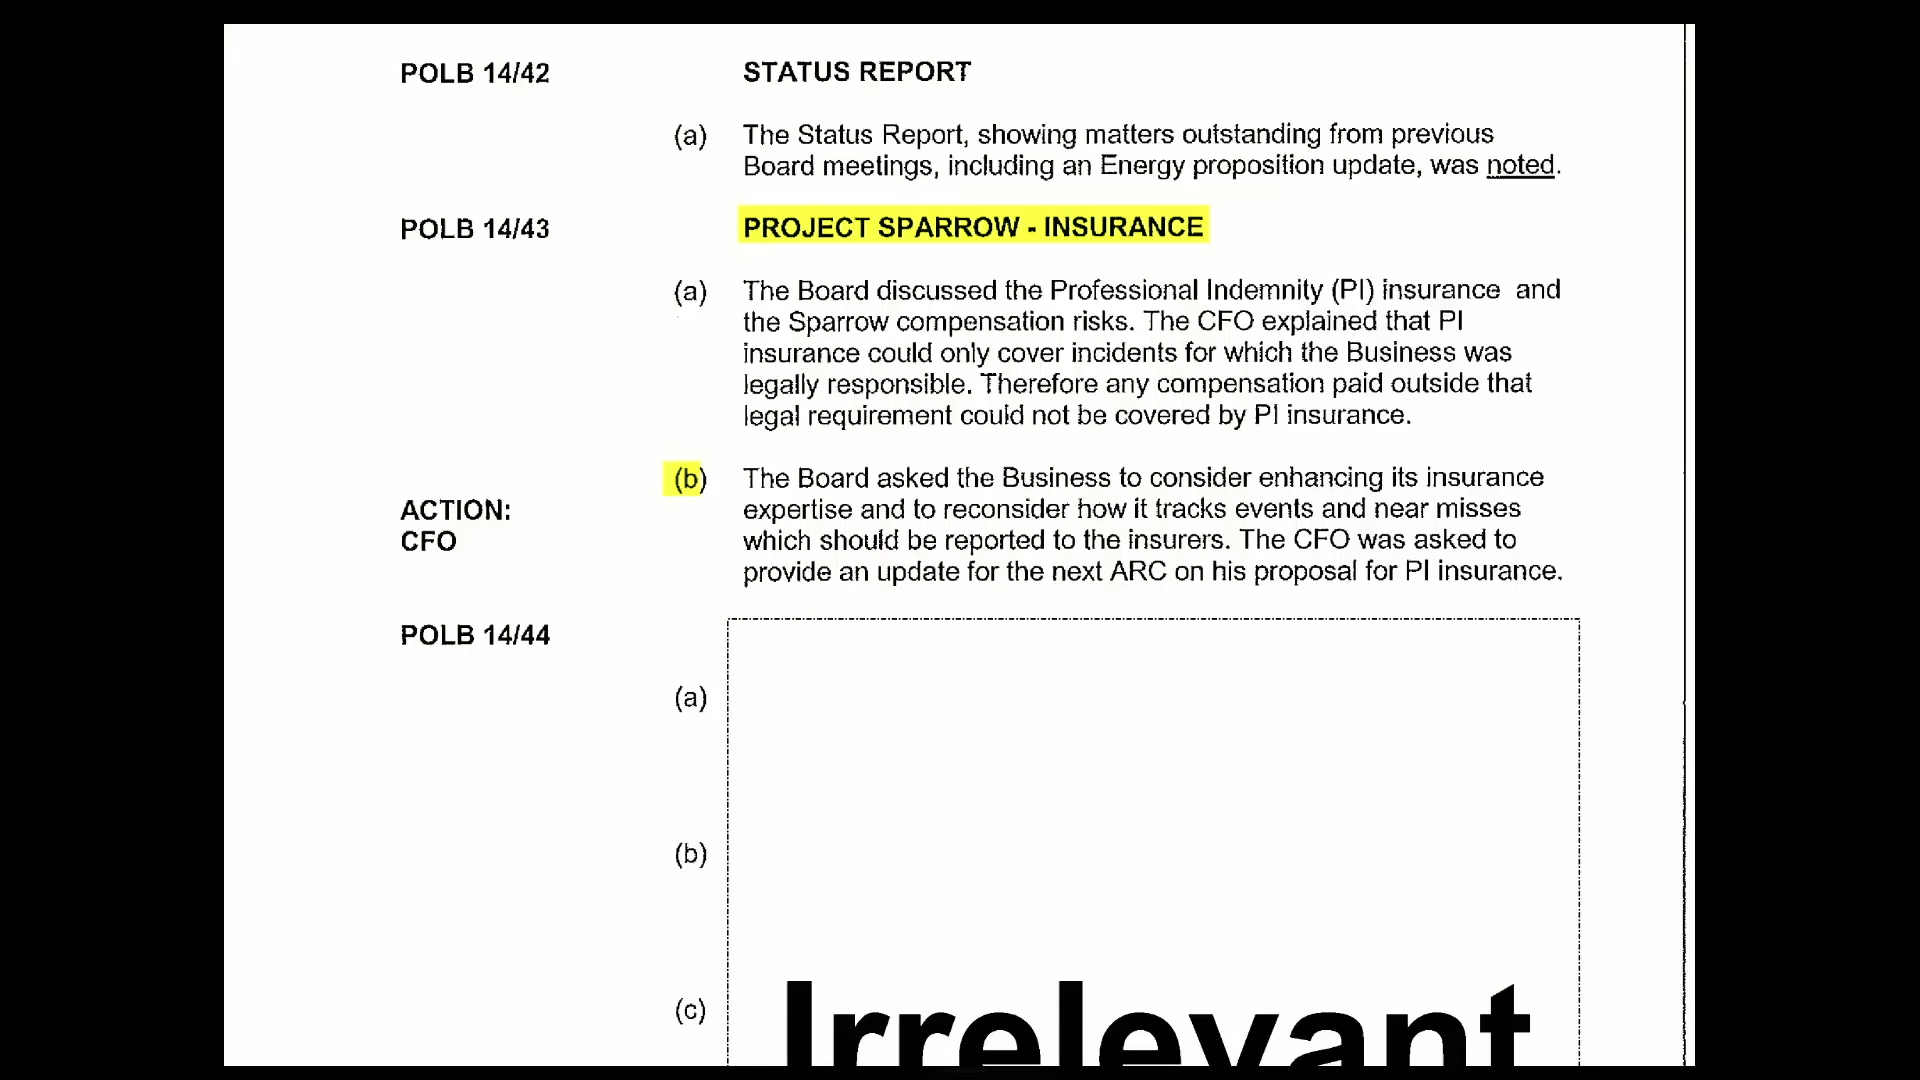 POLB 14/42 STATUS REPORT
(a) The Status Report, showing matters outstanding from previous
Board meetings, including an Energy proposition update, was noted.
POLB 14/43 PROJECT SPARROW - INSURANCE
(a) The Board discussed the Professional Indemnity (PI) insurance and
the Sparrow compensation risks. The CFO explained that PI
insurance could only cover incidents for which the Business was
legally responsible. Therefore any compensation paid outside that
legal requirement could not be covered by PI insurance.
(b) The Board asked the Business to consider enhancing its insurance
ACTION: expertise and to reconsider how it tracks events and near misses
CFO which should be reported to the insurers. The CFO was asked to
provide an update for the next ARC on his proposal for PI insurance.
POLB 14/44
(a)
(b)
(c)
Irrelevant